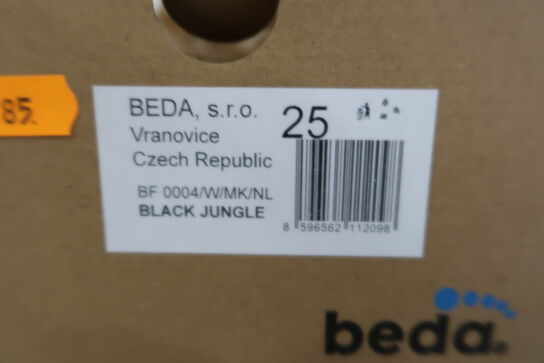 85.
BEDA, s.r.o. 25
Vranovice
Czech Republic
BF 0004/W/MK/NL
BLACK JUNGLE
8 596562 112098
beda.